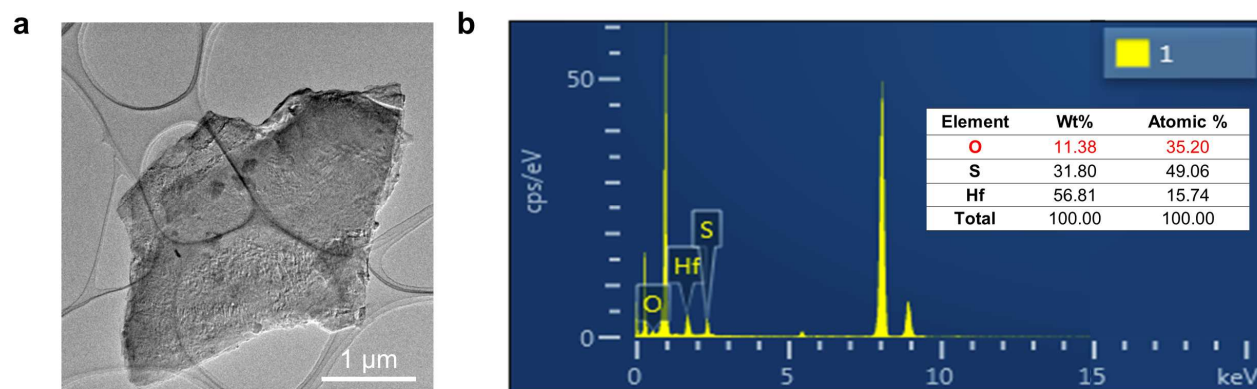 a
b
1 μm
50
0
cps/eV
O
Hf
S
1
Element Wt% Atomic %
O 11.38 35.20
S 31.80 49.06
Hf 56.81 15.74
Total 100.00 100.00
0 5 10 15 keV